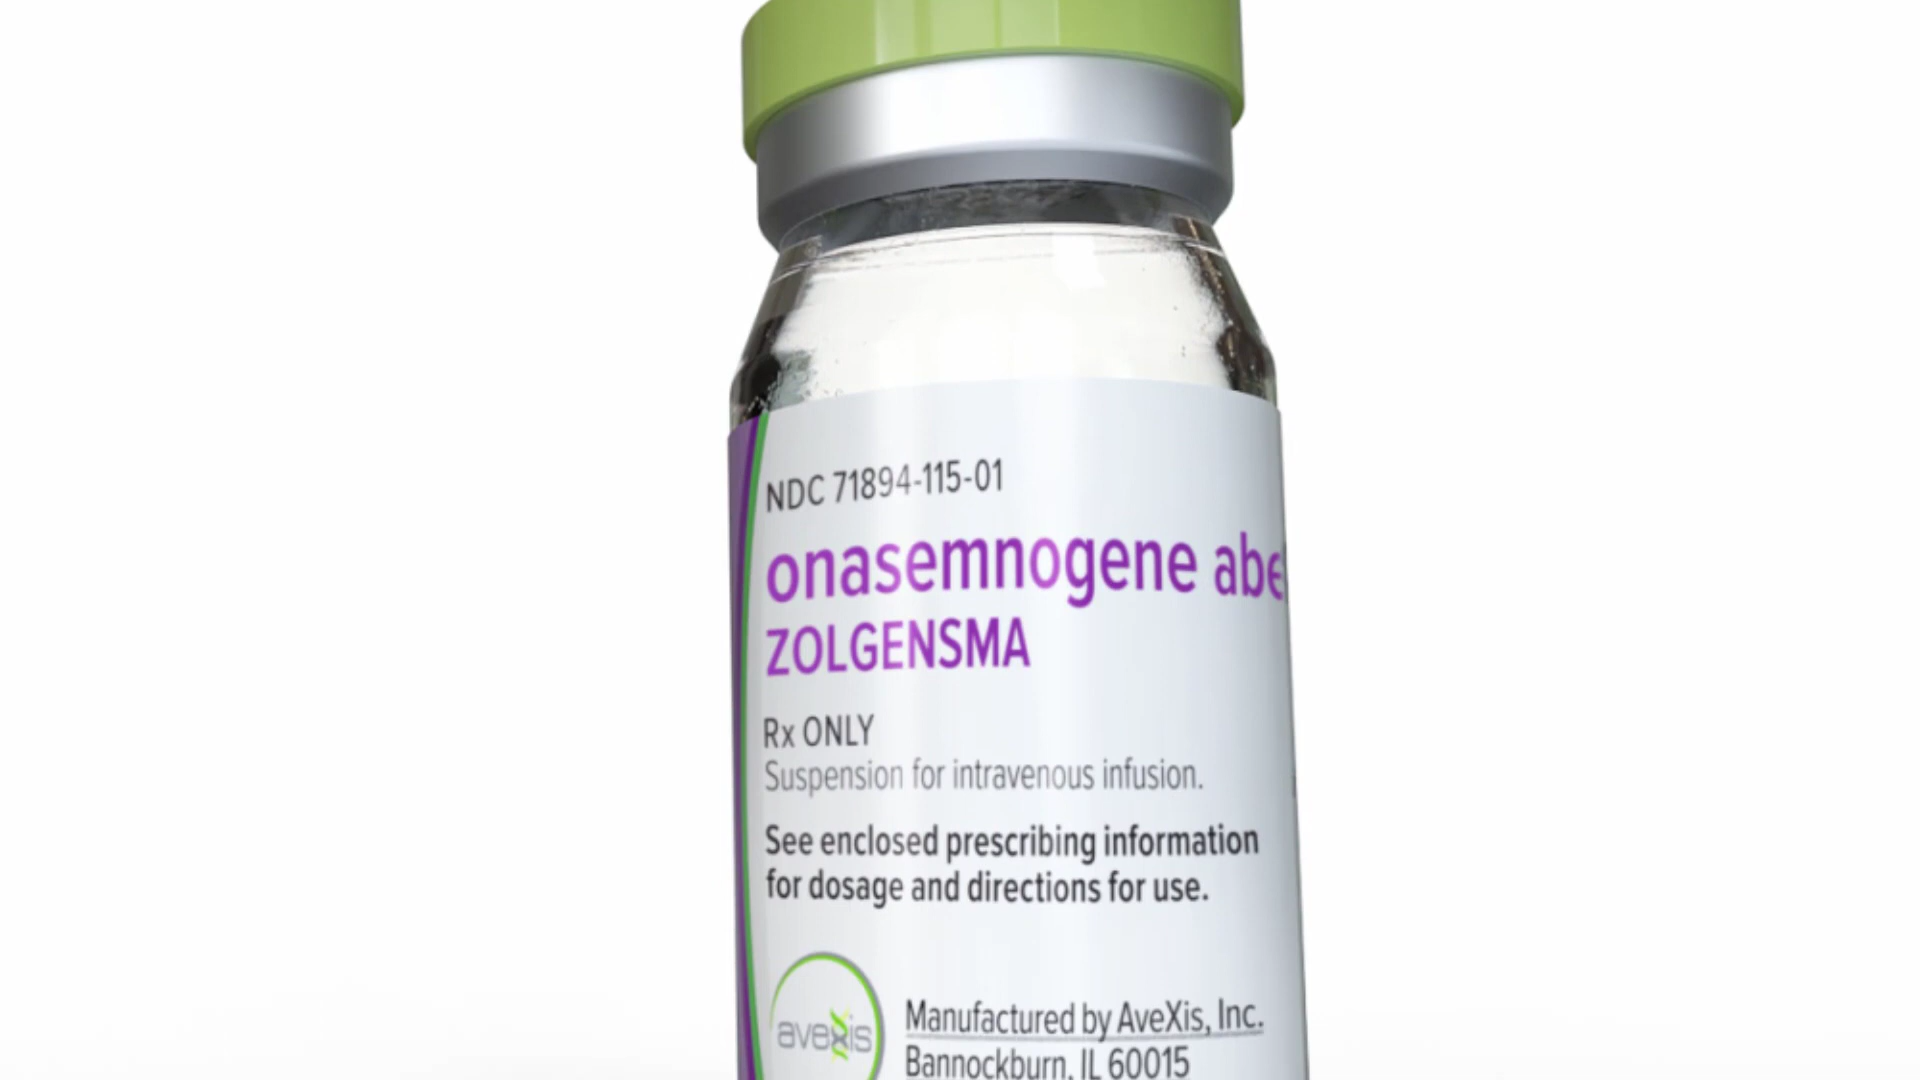 NDC 71894-115-01
onasemnogene abe
ZOLGENSMA
Rx ONLY
Suspension for intravenous infusion.
See enclosed prescribing information
for dosage and directions for use.
avexis
Manufactured by AveXis, Inc.
Bannockburn, IL 60015